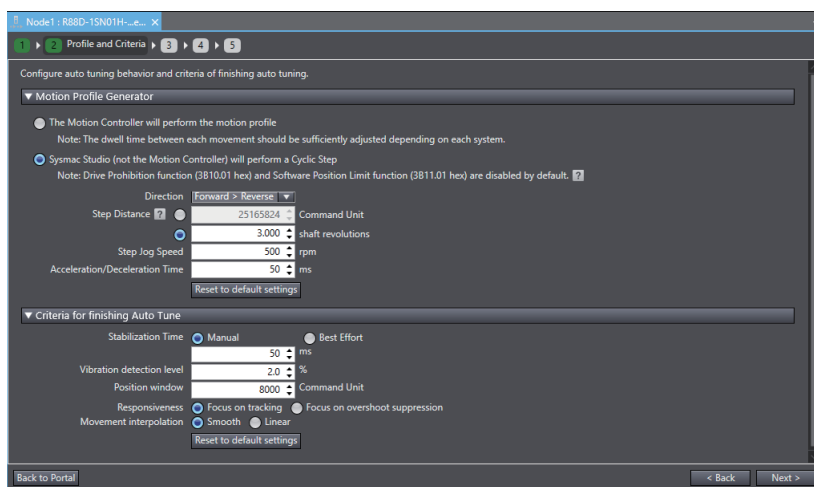 Node1 : R88D-1SN01H-...e... ×
1 2 Profile and Criteria 3 4 5
Configure auto tuning behavior and criteria of finishing auto tuning.
▼ Motion Profile Generator
The Motion Controller will perform the motion profile
Note: The dwell time between each movement should be sufficiently adjusted depending on each system.
Sysmac Studio (not the Motion Controller) will perform a Cyclic Step
Note: Drive Prohibition function (3B10.01 hex) and Software Position Limit function (3B11.01 hex) are disabled by default. ?
Direction Forward > Reverse ▼
Step Distance ? 25165824 Command Unit
3.000 shaft revolutions
Step Jog Speed 500 rpm
Acceleration/Deceleration Time 50 ms
Reset to default settings
▼ Criteria for finishing Auto Tune
Stabilization Time Manual Best Effort
50 ms
Vibration detection level 2.0 %
Position window 8000 Command Unit
Responsiveness Focus on tracking Focus on overshoot suppression
Movement interpolation Smooth Linear
Reset to default settings
Back to Portal < Back Next >